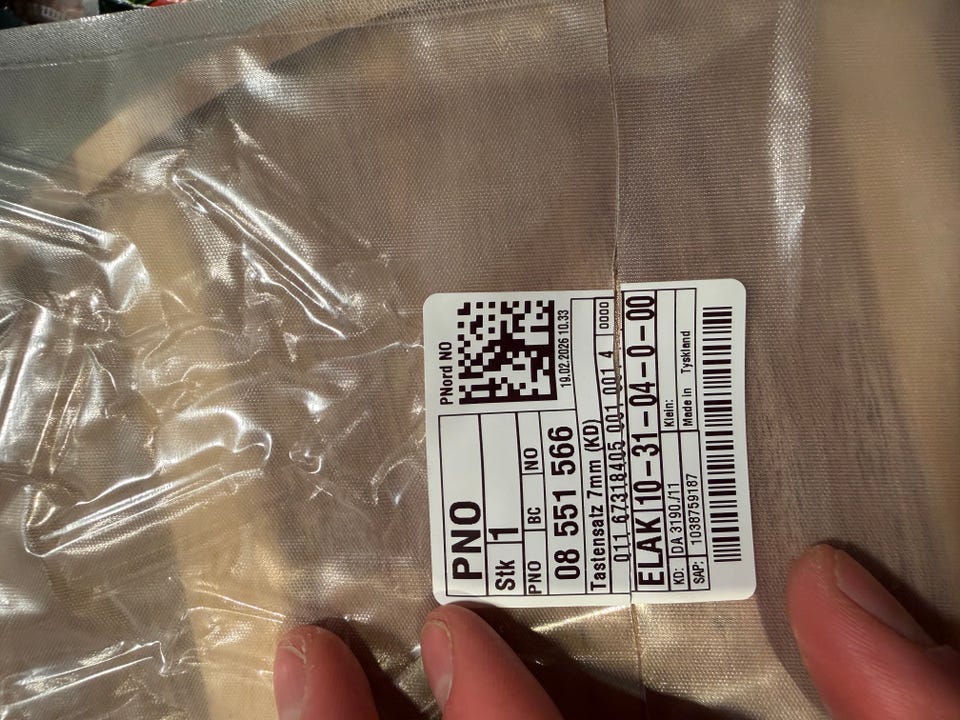 PNord NO
PNO
Stk 1
19.02.2026 10.33
PNO BC NO
08 551 566
Tastensatz 7mm (KD)
011 67318405 001 001 4 0000
ELAK 10-31-04-0-00
KD: DA 3190./11 Klein:
SAP: 1038759187 Made in Tyskland